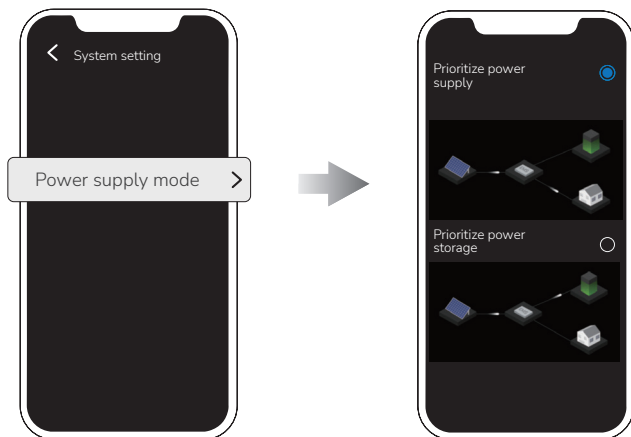 System setting
Power supply mode
Prioritize power
supply
Prioritize power
storage